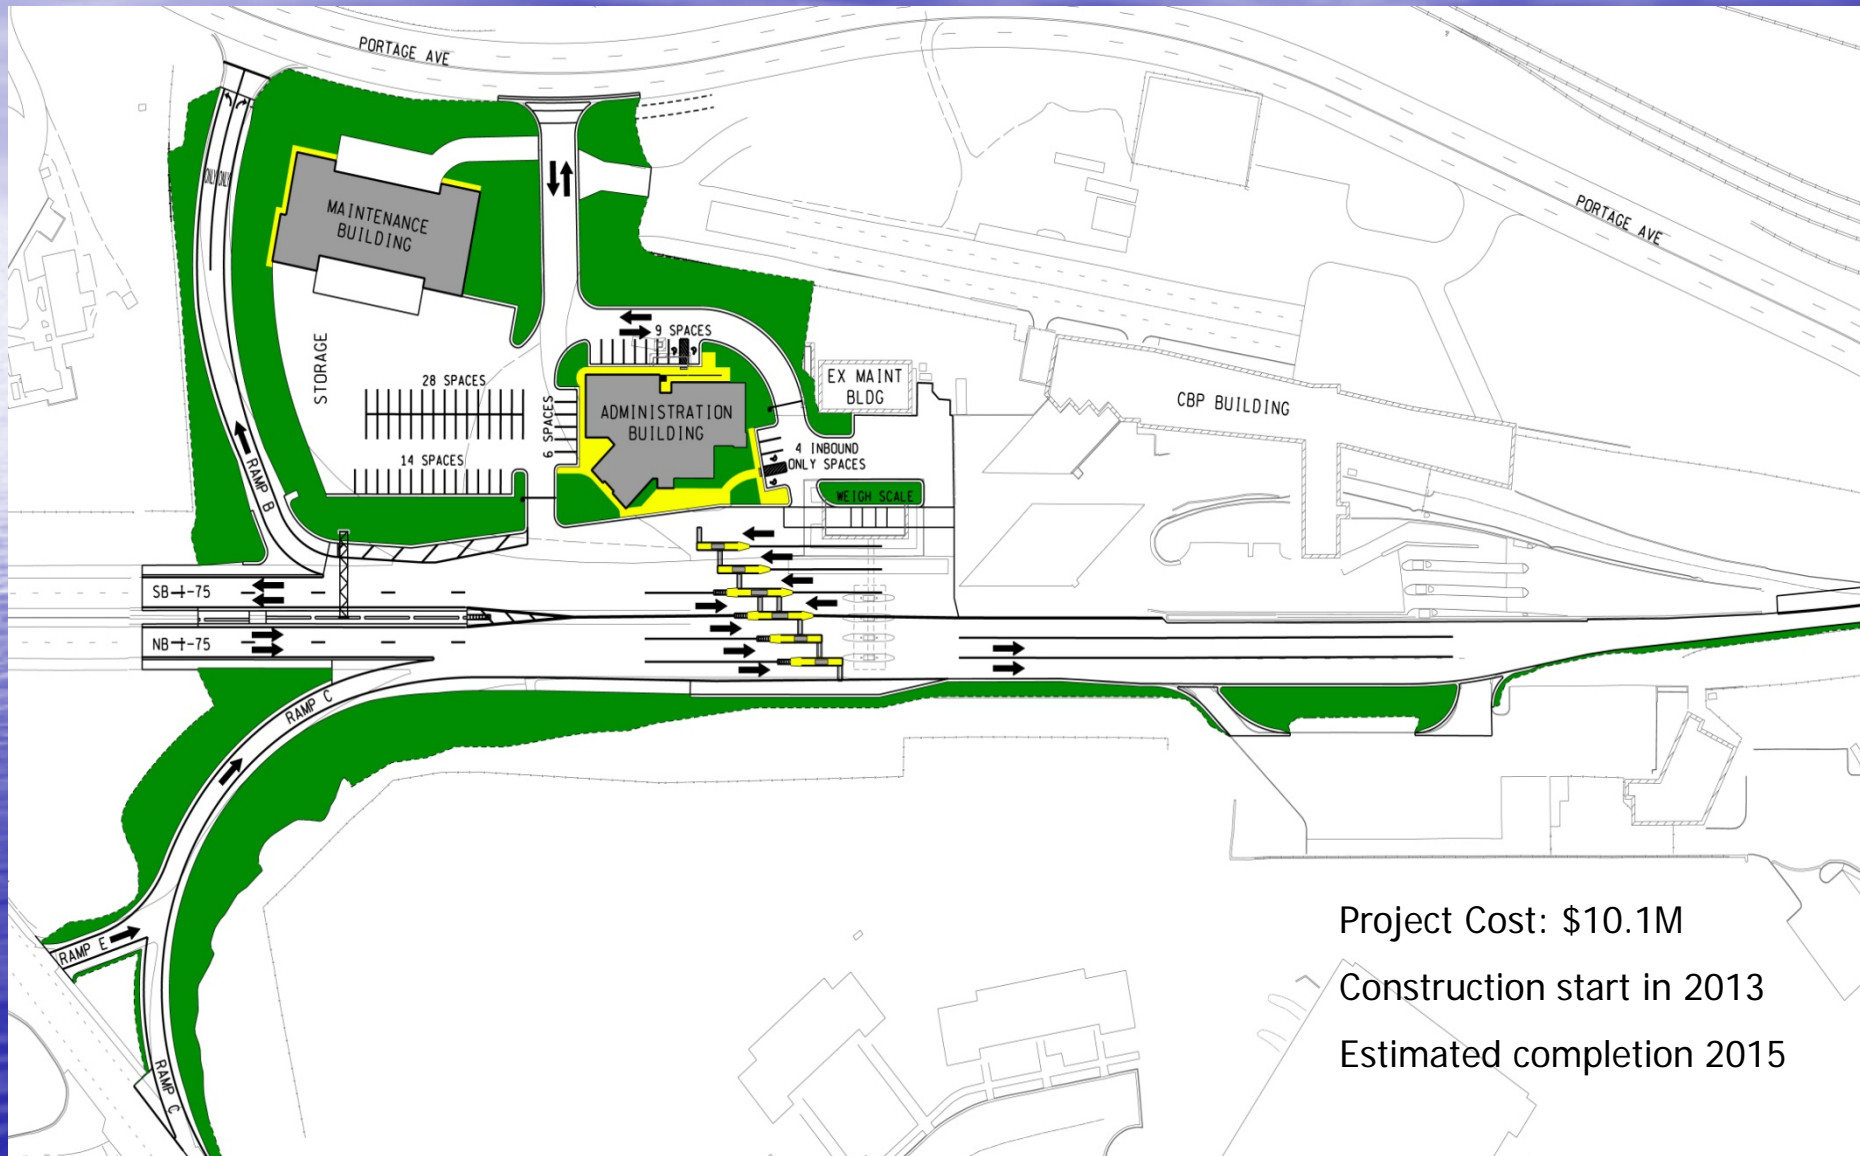 PORTAGE AVE
PORTAGE AVE
ONLY ONLY
MAINTENANCE
BUILDING
STORAGE
9 SPACES
28 SPACES
6 SPACES
14 SPACES
ADMINISTRATION
BUILDING
EX MAINT
BLDG
CBP BUILDING
4 INBOUND
ONLY SPACES
WEIGH SCALE
RAMP B
SB I-75
NB I-75
RAMP C
RAMP E
RAMP C
Project Cost: $10.1M
Construction start in 2013
Estimated completion 2015